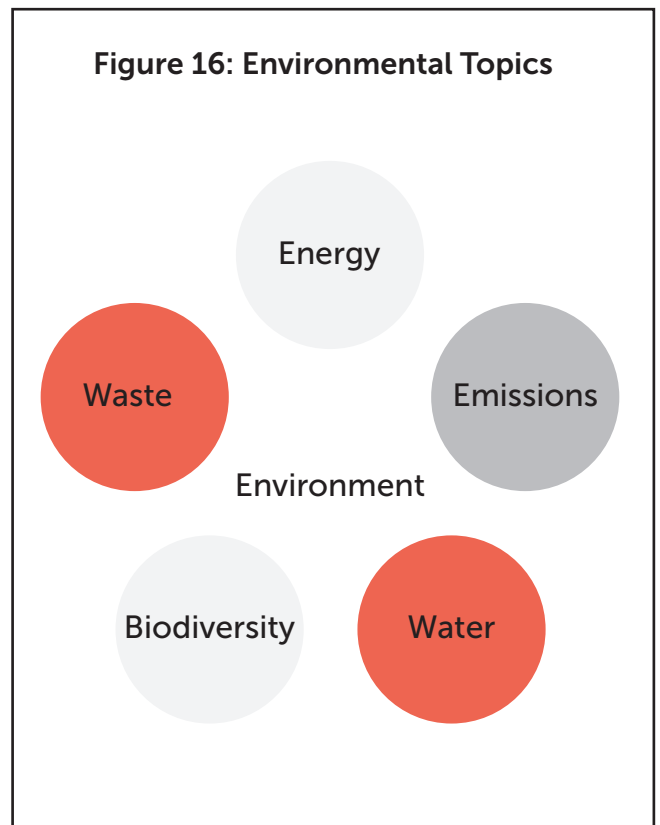 Figure 16: Environmental Topics
Energy
Waste
Emissions
Environment
Biodiversity
Water